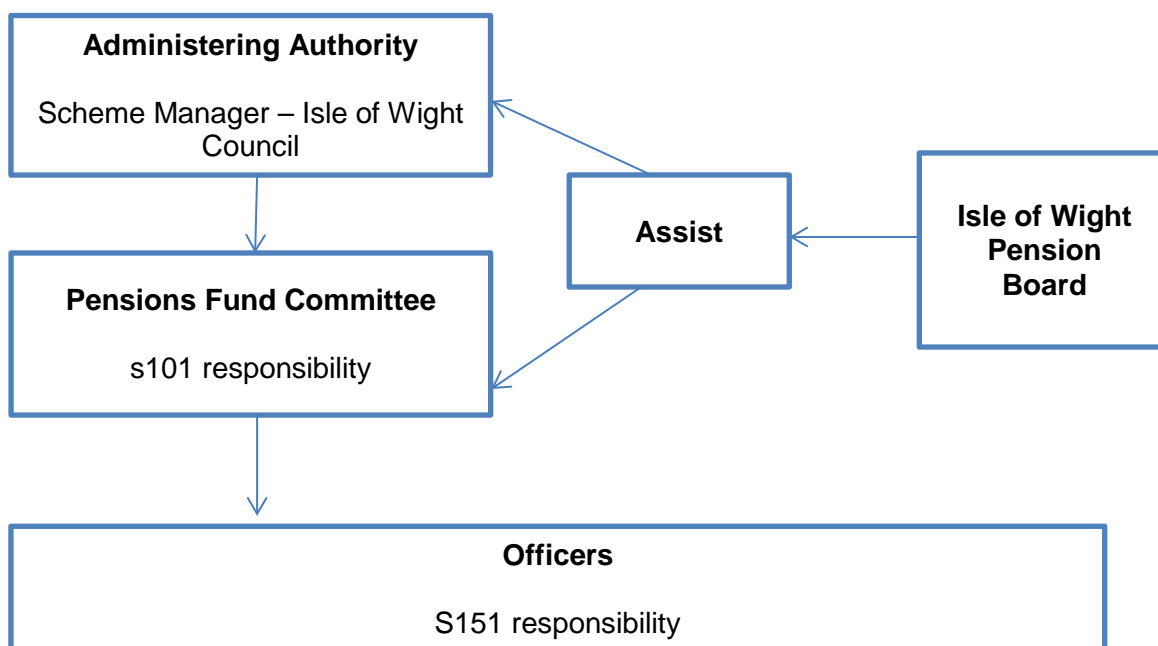 Administering Authority
Scheme Manager – Isle of Wight
Council
Pensions Fund Committee
s101 responsibility
Assist
Isle of Wight
Pension
Board
Officers
S151 responsibility